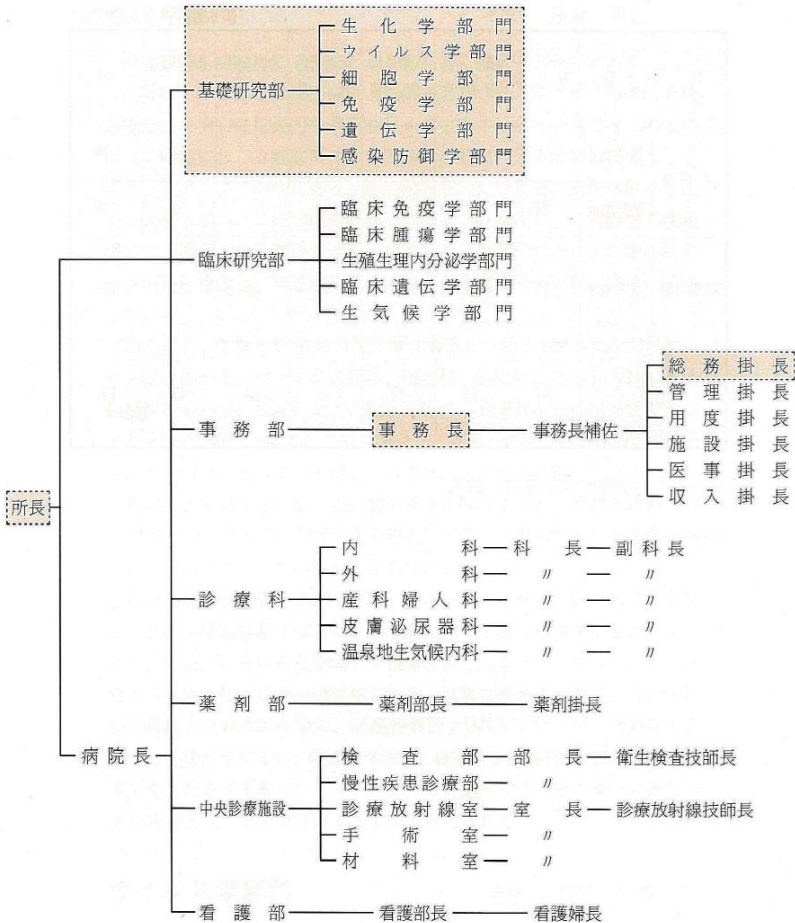 生化学部門
ウイルス学部門
細胞学部門
基礎研究部
免疫学部門
遺伝学部門
感染防御学部門
臨床免疫学部門
臨床腫瘍学部門
臨床研究部
生殖生理内分泌学部門
臨床遺伝学部門
生気候学部門
総務掛長
管理掛長
用度掛長
事務部 事務長 事務長補佐
施設掛長
医事掛長
収入掛長
所長
内科 科長 副科長
外科 〃 〃
診療科 産科婦人科 〃 〃
皮膚泌尿器科 〃 〃
温泉地生気候内科 〃 〃
薬剤部 薬剤部長 薬剤掛長
病院長
検査部 部長 衛生検査技師長
慢性疾患診療部 〃
中央診療施設 診療放射線室 室長 診療放射線技師長
手術室 〃
材料室 〃
看護部 看護部長 看護婦長